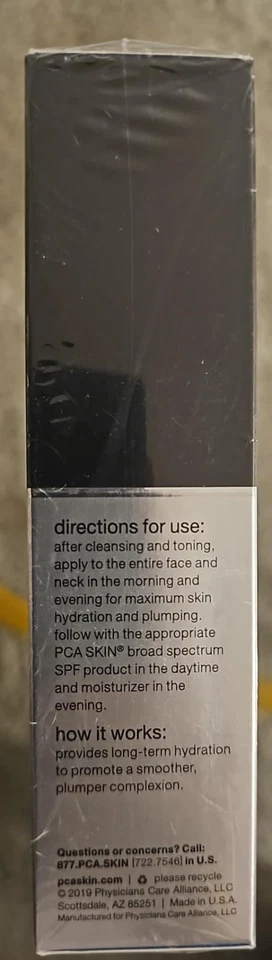 directions for use:
after cleansing and toning,
apply to the entire face and
neck in the morning and
evening for maximum skin
hydration and plumping.
follow with the appropriate
PCA SKIN® broad spectrum
SPF product in the daytime
and moisturizer in the
evening.
how it works:
provides long-term hydration
to promote a smoother,
plumper complexion.
Questions or concerns? Call:
877.PCA.SKIN [722.7546] in U.S.
pcaskin.com | ♻ please recycle
© 2019 Physicians Care Alliance, LLC
Scottsdale, AZ 85251 | Made in U.S.A.
Manufactured for Physicians Care Alliance, LLC